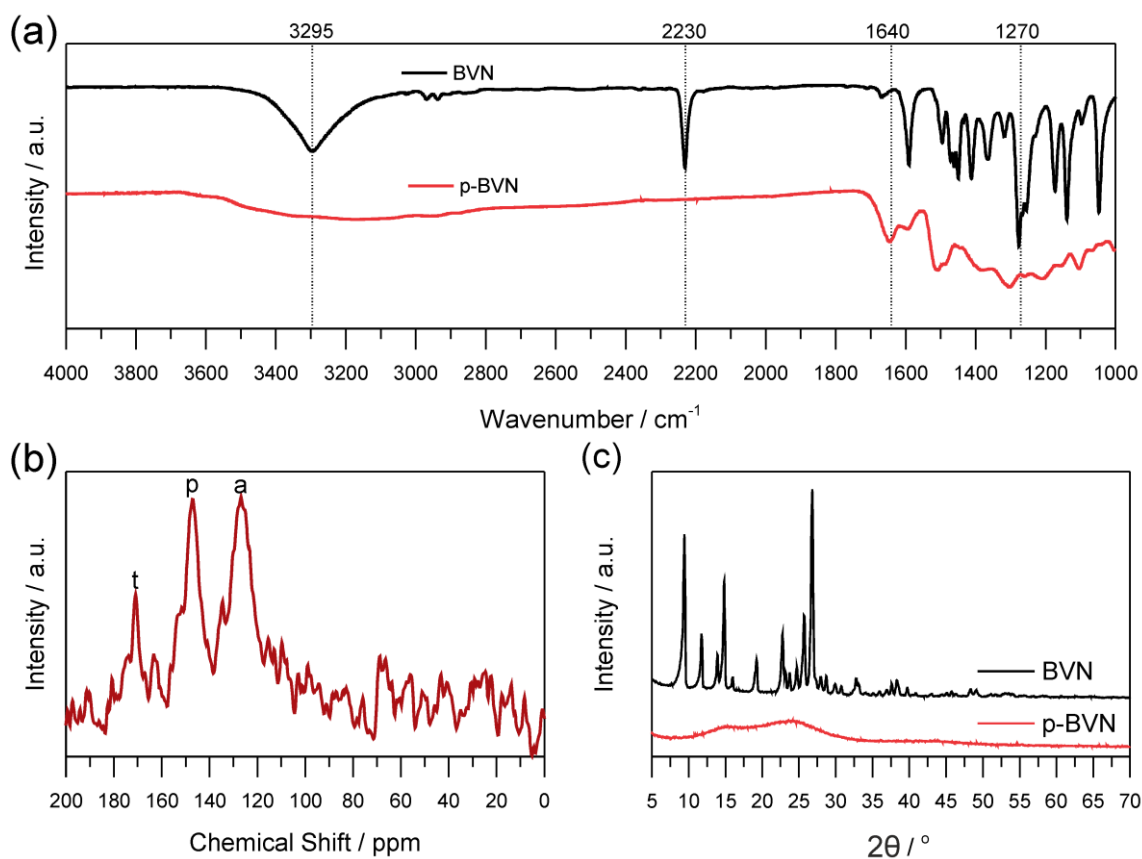 (a)
3295 2230 1640 1270
BVN
p-BVN
Intensity / a.u.
4000 3800 3600 3400 3200 3000 2800 2600 2400 2200 2000 1800 1600 1400 1200 1000
Wavenumber / cm⁻¹
(b)
t p a
Intensity / a.u.
200 180 160 140 120 100 80 60 40 20 0
Chemical Shift / ppm
(c)
BVN
p-BVN
Intensity / a.u.
5 10 15 20 25 30 35 40 45 50 55 60 65 70
2θ / °